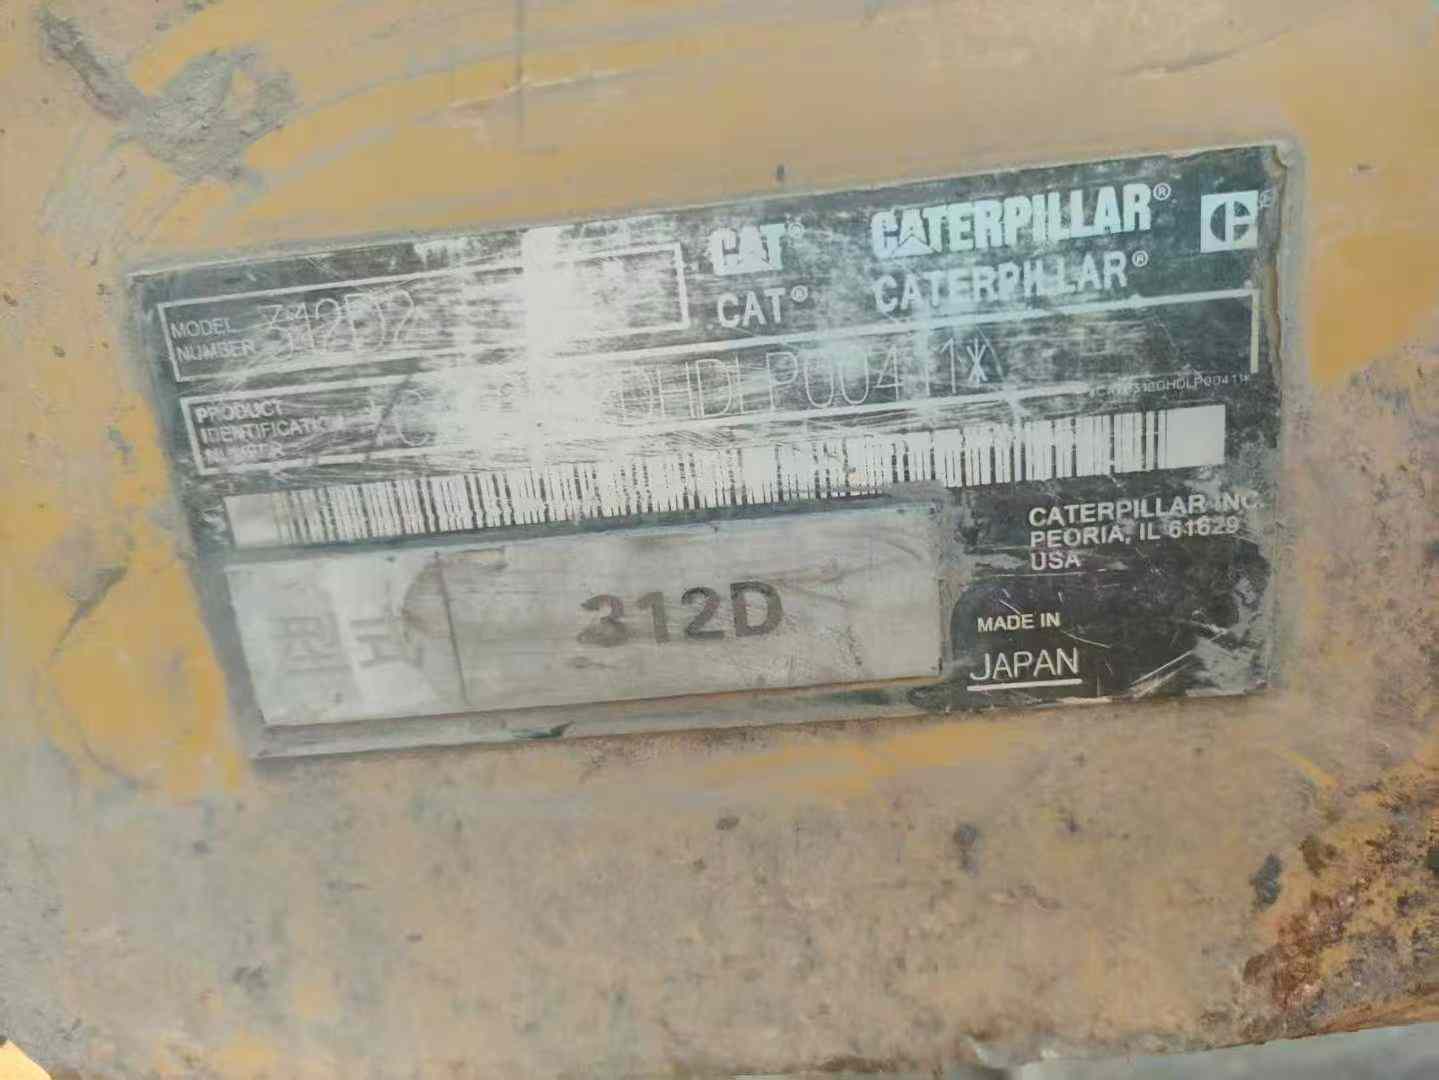 CAT® CATERPILLAR®
CAT® CATERPILLAR®
MODEL
NUMBER 312D2
PRODUCT
IDENTIFICATION
NUMBER
DHDLP00411
CATERPILLAR INC.
PEORIA, IL 61629
USA
312D
MADE IN
JAPAN